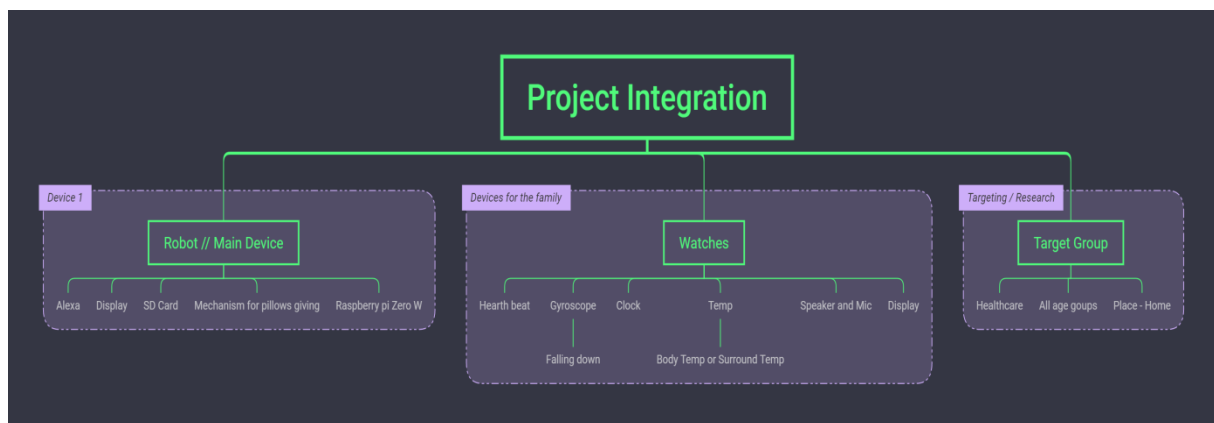 Project Integration
Device 1
Robot // Main Device
Alexa
Display
SD Card
Mechanism for pillows giving
Raspberry pi Zero W
Devices for the family
Watches
Hearth beat
Gyroscope
Clock
Temp
Speaker and Mic
Display
Falling down
Body Temp or Surround Temp
Targeting / Research
Target Group
Healthcare
All age goups
Place - Home